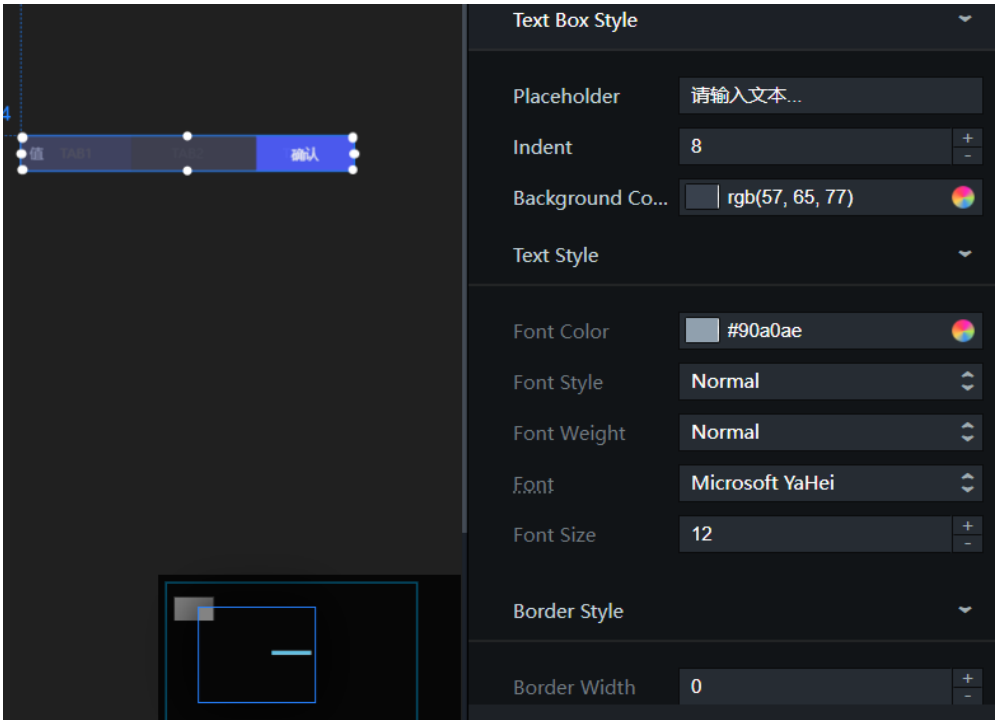 Text Box Style
Placeholder 请输入文本...
Indent 8 + -
Background Co... rgb(57, 65, 77)
Text Style
Font Color #90a0ae
Font Style Normal
Font Weight Normal
Font Microsoft YaHei
Font Size 12 + -
Border Style
Border Width 0 + -
4
值 TAB1 TAB2 确认